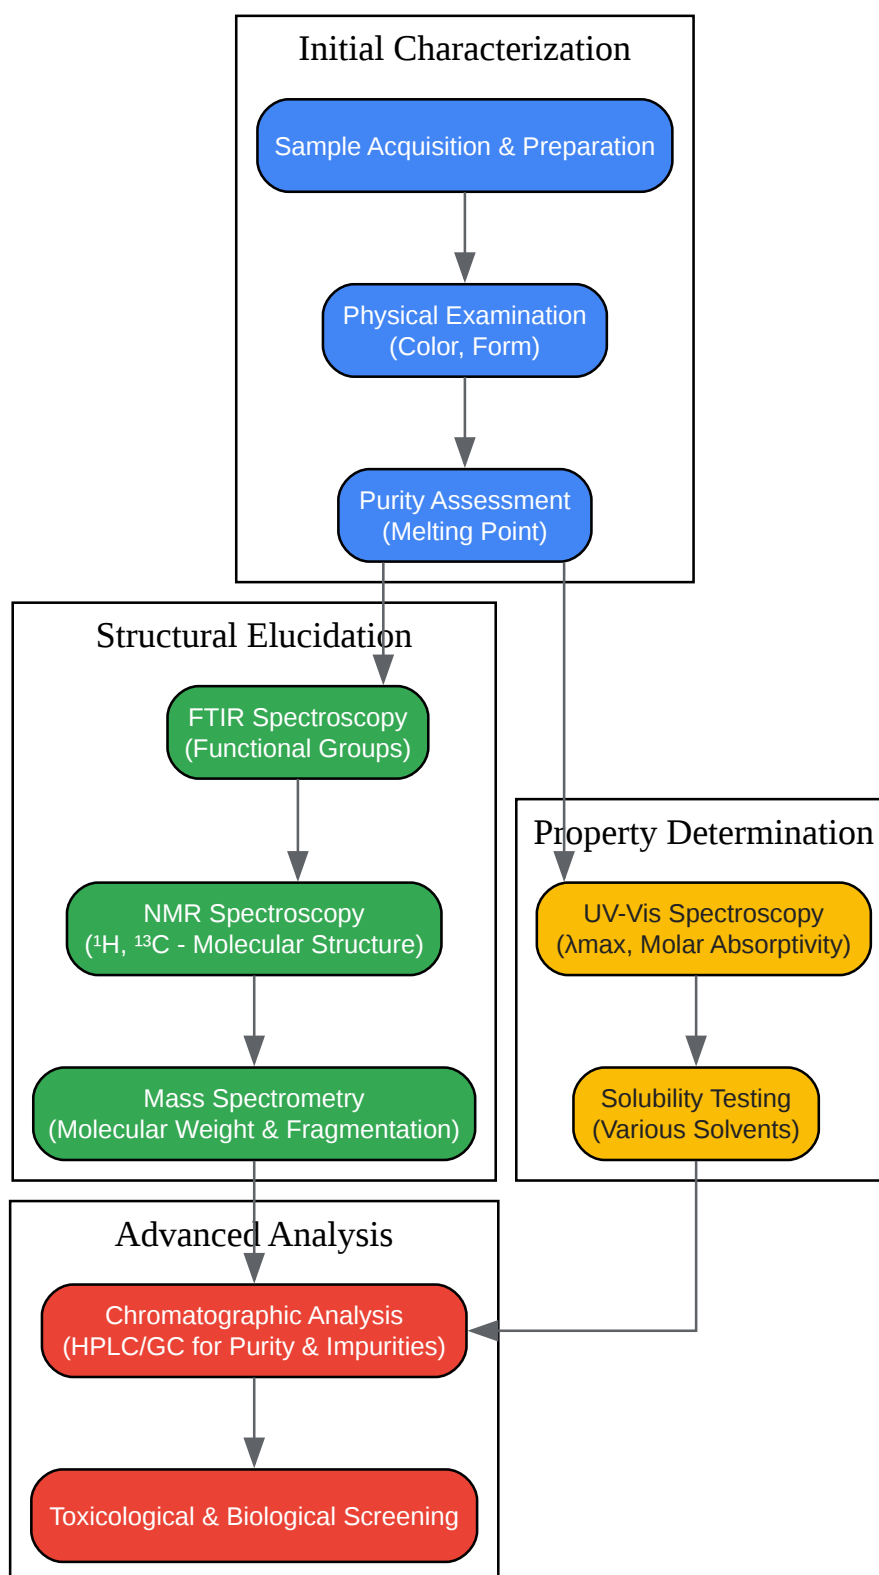 Initial Characterization
Sample Acquisition & Preparation
Physical Examination
(Color, Form)
Purity Assessment
(Melting Point)
Structural Elucidation
FTIR Spectroscopy
(Functional Groups)
NMR Spectroscopy
(¹H, ¹³C - Molecular Structure)
Mass Spectrometry
(Molecular Weight & Fragmentation)
Property Determination
UV-Vis Spectroscopy
(λmax, Molar Absorptivity)
Solubility Testing
(Various Solvents)
Advanced Analysis
Chromatographic Analysis
(HPLC/GC for Purity & Impurities)
Toxicological & Biological Screening